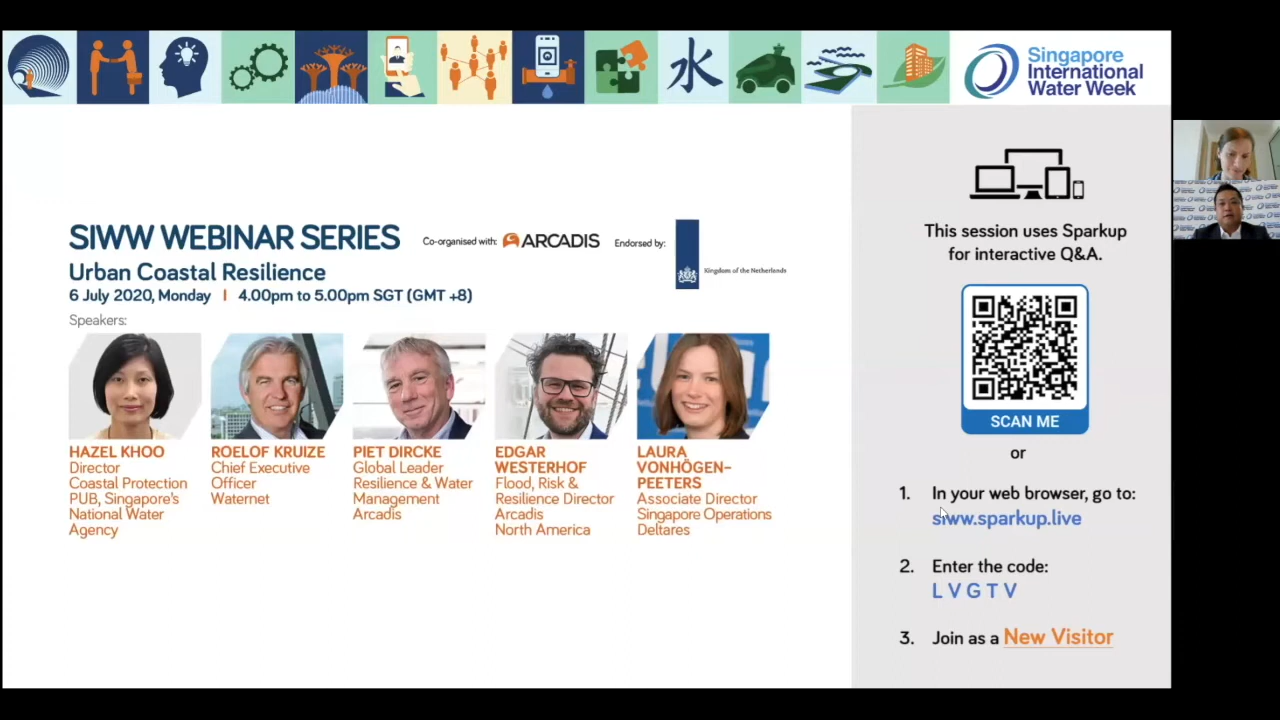 水
Singapore
International
Water Week
SIWW WEBINAR SERIES
Co-organised with: ARCADIS
Endorsed by:
Kingdom of the Netherlands
Urban Coastal Resilience
6 July 2020, Monday | 4.00pm to 5.00pm SGT (GMT +8)
Speakers:
HAZEL KHOO
Director
Coastal Protection
PUB, Singapore's
National Water
Agency
ROELOF KRUIZE
Chief Executive
Officer
Waternet
PIET DIRCKE
Global Leader
Resilience & Water
Management
Arcadis
EDGAR
WESTERHOF
Flood, Risk &
Resilience Director
Arcadis
North America
LAURA
VONHÖGEN-
PEETERS
Associate Director
Singapore Operations
Deltares
This session uses Sparkup
for interactive Q&A.
SCAN ME
or
1. In your web browser, go to:
siww.sparkup.live
2. Enter the code:
L V G T V
3. Join as a New Visitor